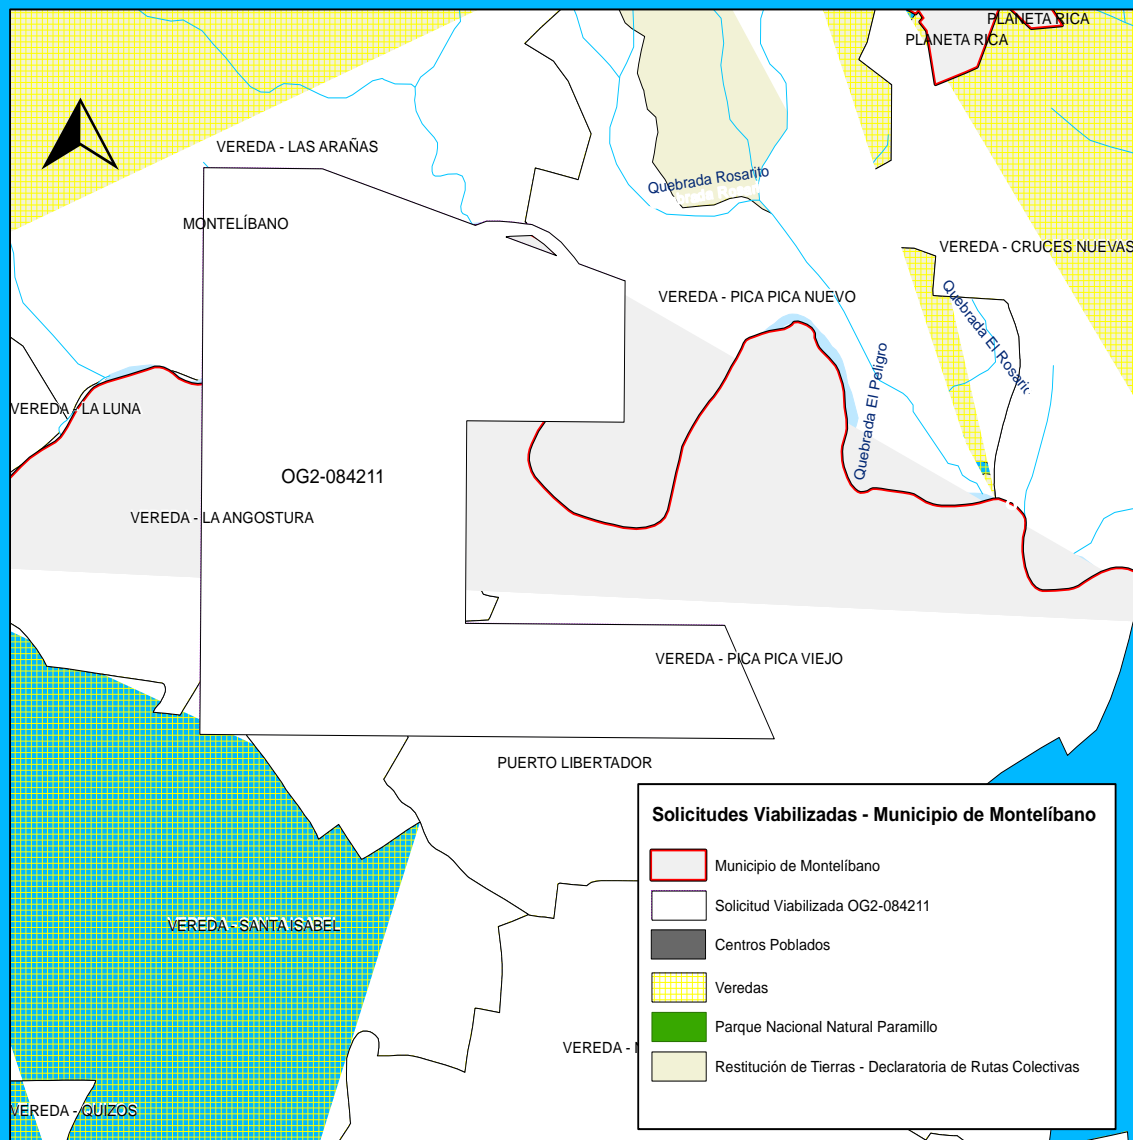 PLANETA RICA
PLANETA RICA
VEREDA - LAS ARAÑAS
Quebrada Rosarito
MONTELÍBANO
VEREDA - CRUCES NUEVAS
VEREDA - PICA PICA NUEVO
Quebrada El Rosarit
Quebrada El Peligro
VEREDA - LA LUNA
OG2-084211
VEREDA - LA ANGOSTURA
VEREDA - PICA PICA VIEJO
PUERTO LIBERTADOR
VEREDA - SANTA ISABEL
VEREDA -
VEREDA - QUIZOS
Solicitudes Viabilizadas - Municipio de Montelíbano
Municipio de Montelíbano
Solicitud Viabilizada OG2-084211
Centros Poblados
Veredas
Parque Nacional Natural Paramillo
Restitución de Tierras - Declaratoria de Rutas Colectivas